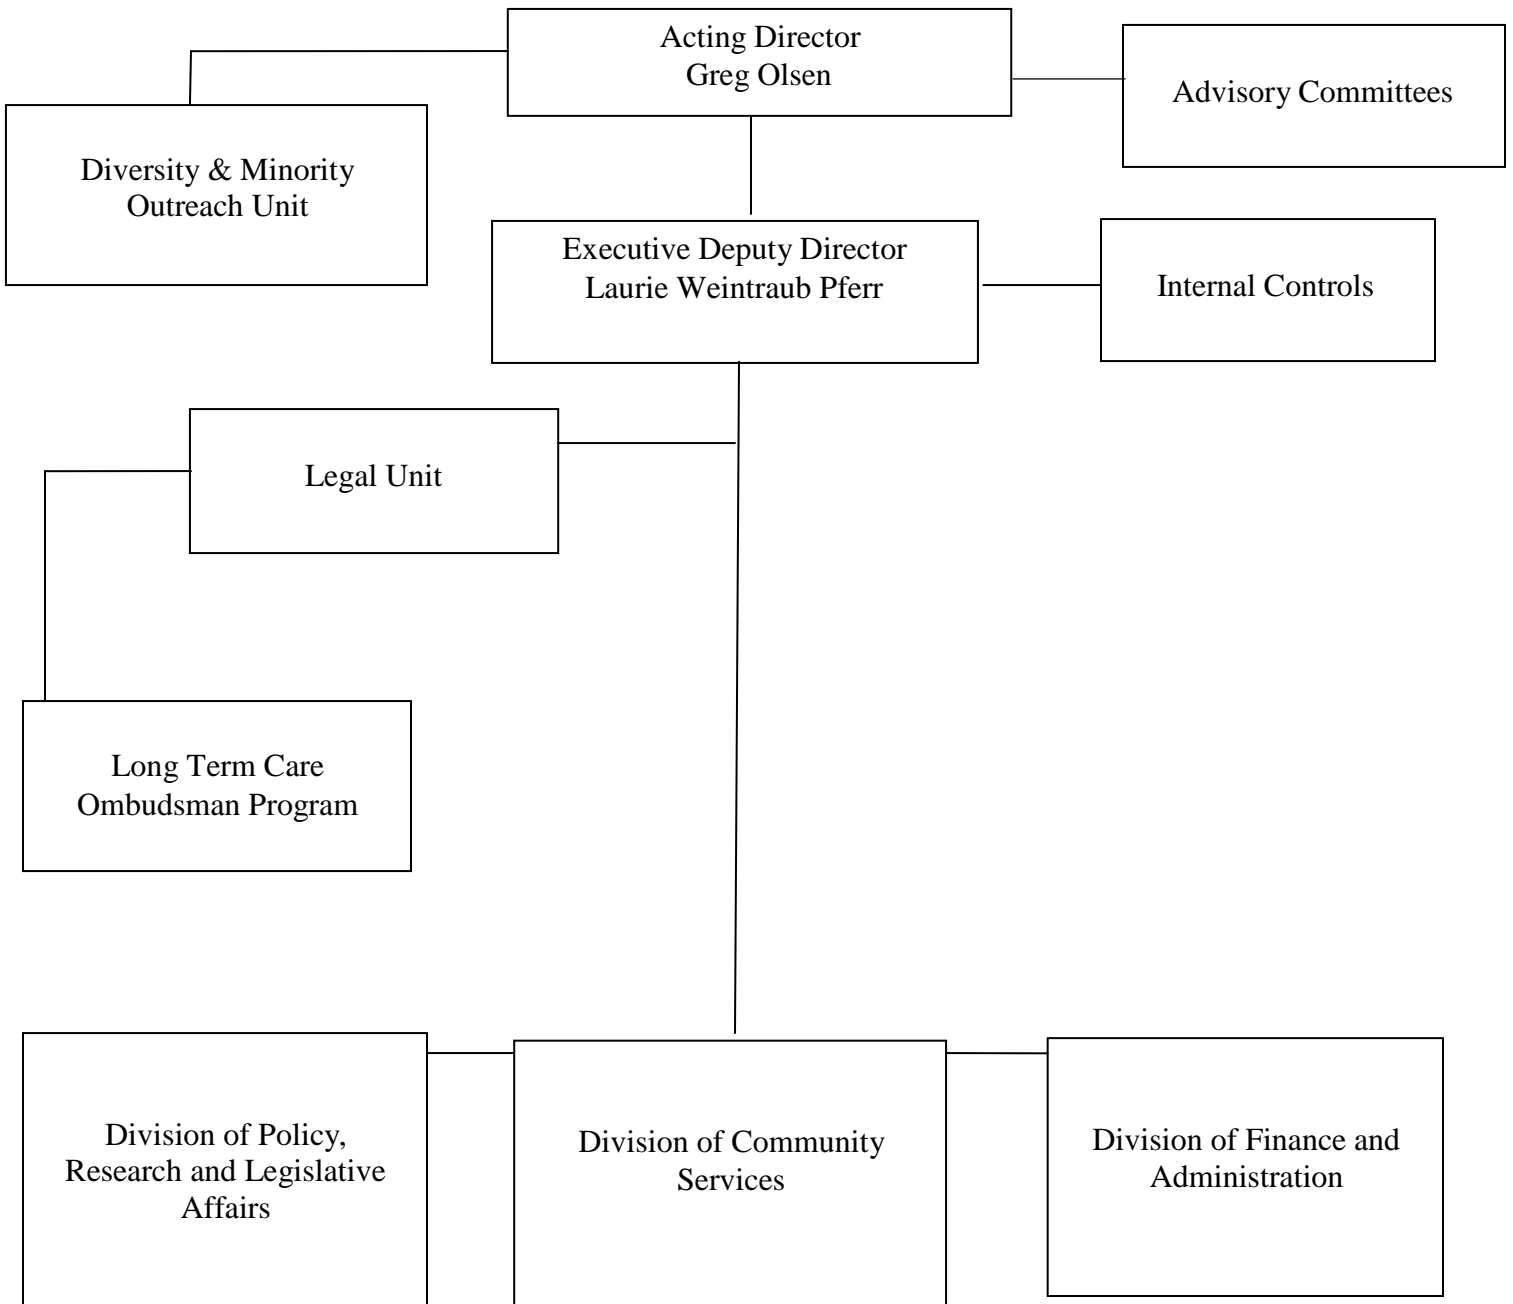 Acting Director
Greg Olsen
Advisory Committees
Diversity & Minority
Outreach Unit
Executive Deputy Director
Laurie Weintraub Pferr
Internal Controls
Legal Unit
Long Term Care
Ombudsman Program
Division of Policy,
Research and Legislative
Affairs
Division of Community
Services
Division of Finance and
Administration